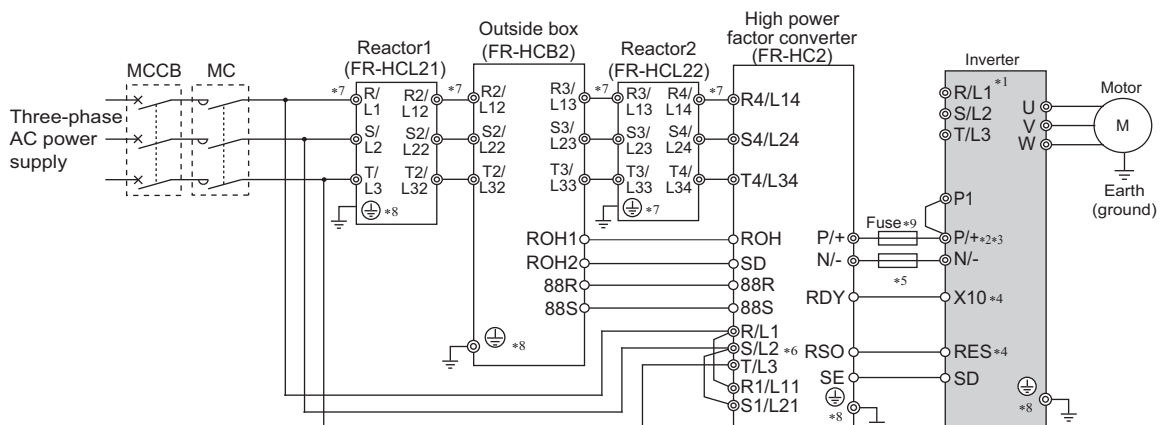 High power
factor converter
(FR-HC2)
Outside box
(FR-HCB2)
Reactor1
(FR-HCL21)
Reactor2
(FR-HCL22)
Inverter
MCCB MC
Motor
Three-phase
AC power
supply
*7 R/
L1
R2/
L12
*7 R2/
L12
R3/
L13
*7 R3/
L13
R4/
L14
*7 R4/L14
R/L1 *1
S/
L2
S2/
L22
S2/
L22
S3/
L23
S3/
L23
S4/
L24
S4/L24
S/L2
T/
L3
T2/
L32
T2/
L32
T3/
L33
T3/
L33
T4/
L34
T4/L34
T/L3
U
V
W
M
Earth
(ground)
*8
*7
P1
ROH1 ROH
ROH2 SD
88R 88R
88S 88S
P/+ Fuse*9 P/+*2*3
N/- *5 N/-
RDY X10*4
*8
R/L1
S/L2 *6
T/L3
R1/L11
S1/L21
RSO RES*4
SE SD
*8
*8